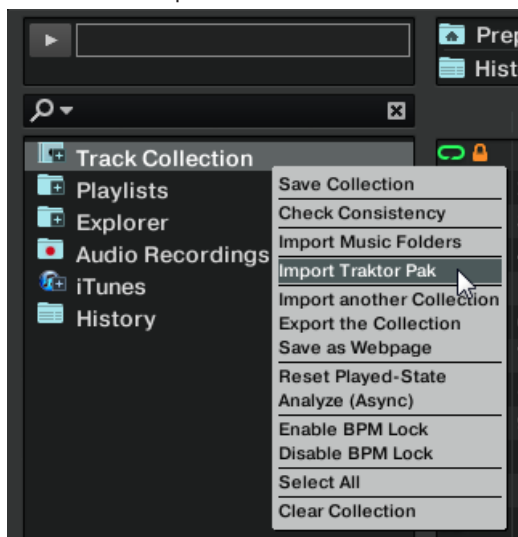 Prep
Hist
Track Collection
Playlists
Explorer
Audio Recordings
iTunes
History
Save Collection
Check Consistency
Import Music Folders
Import Traktor Pak
Import another Collection
Export the Collection
Save as Webpage
Reset Played-State
Analyze (Async)
Enable BPM Lock
Disable BPM Lock
Select All
Clear Collection